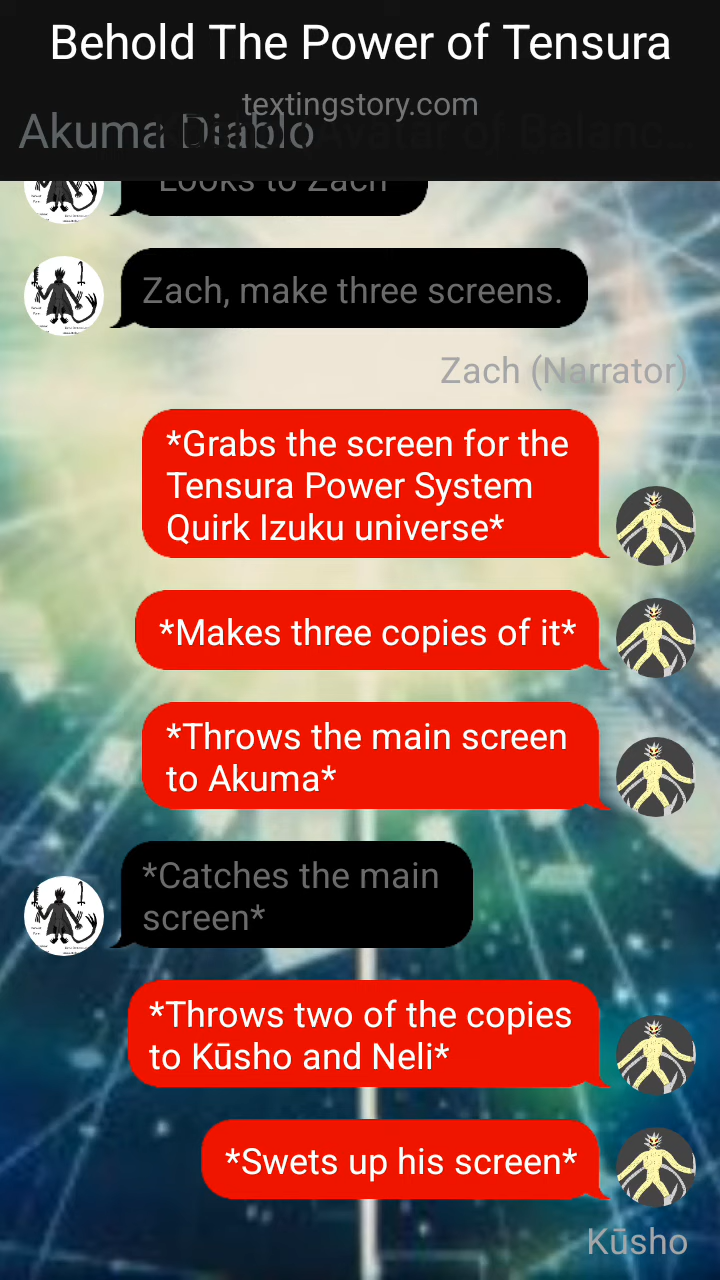 Behold The Power of Tensura
textingstory.com
Akuma Diablo Avatar of Balanc...
Looks to Zach
Zach, make three screens.
Zach (Narrator)
*Grabs the screen for the
Tensura Power System
Quirk Izuku universe*
*Makes three copies of it*
*Throws the main screen
to Akuma*
*Catches the main
screen*
*Throws two of the copies
to Kūsho and Neli*
*Swets up his screen*
Kūsho